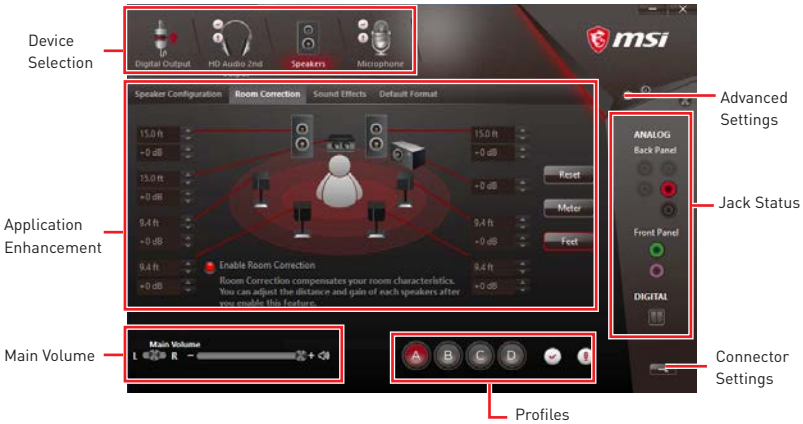 Device
Selection
Digital Output
HD Audio 2nd
Speakers
Microphone
msi
Speaker Configuration
Room Correction
Sound Effects
Default Format
Advanced
Settings
15.0 ft
+0 dB
15.0 ft
+0 dB
9.4 ft
+0 dB
9.4 ft
+0 dB
15.0 ft
+0 dB
+0 dB
9.4 ft
+0 dB
9.4 ft
+0 dB
Reset
Meter
Feet
Enable Room Correction
Room Correction compensates your room characteristics.
You can adjust the distance and gain of each speakers after
you enable this feature.
ANALOG
Back Panel
Front Panel
DIGITAL
Jack Status
Application
Enhancement
Main Volume
Main Volume
L R - +
A B C D
Connector
Settings
Profiles